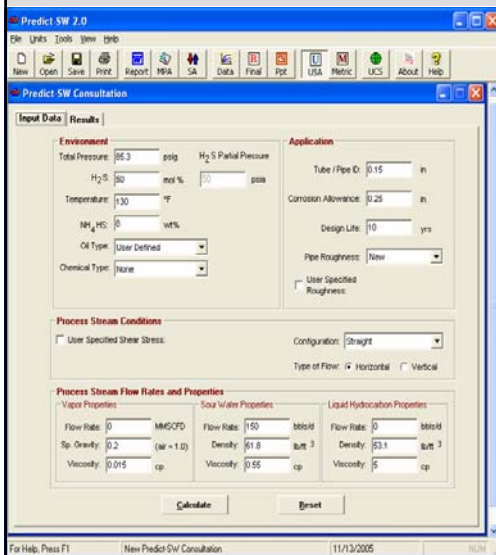 Predict-SW 2.0
File Units Tools View Help
New Open Save Print Report MPA SA Data Final Ppt USA Metric UCS About Help
Predict-SW Consultation
Input Data Results
Environment
Total Pressure: 85.3 psig H2S Partial Pressure
H2S: 50 mol % 50 psia
Temperature: 130 °F
NH4HS: 8 wt%
Oil Type: User Defined
Chemical Type: None
Application
Tube / Pipe ID: 0.15 in
Corrosion Allowance: 0.25 in
Design Life: 10 yrs
Pipe Roughness: New
User Specified
Roughness:
Process Stream Conditions
User Specified Shear Stress:
Configuration: Straight
Type of Flow: Horizontal Vertical
Process Stream Flow Rates and Properties
Vapor Properties
Flow Rate: 0 MMSCFD
Sp. Gravity: 0.2 (air = 1.0)
Viscosity: 0.015 cp
Sour Water Properties
Flow Rate: 150 bbls/d
Density: 61.8 lb/ft 3
Viscosity: 0.55 cp
Liquid Hydrocarbon Properties
Flow Rate: 0 bbls/d
Density: 53.1 lb/ft 3
Viscosity: 5 cp
Calculate Reset
For Help, Press F1 New Predict-SW Consultation 11/13/2005 NUM